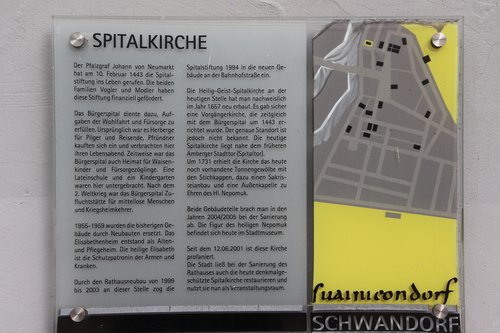 SPITALKIRCHE
Der Pfalzgraf Johann von Neumarkt
hat am 10. Februar 1443 die Spital-
stiftung ins Leben gerufen. Die beiden
Familien Vogler und Modler haben
diese Stiftung finanziell gefördert.
Das Bürgerspital diente dazu, Auf-
gaben der Wohlfahrt und Fürsorge zu
erfüllen. Ursprünglich war es Herberge
für Pilger und Reisende. Pfründner
kauften sich ein und verbrachten hier
ihren Lebensabend. Zeitweise war das
Bürgerspital auch Heimat für Waisen-
kinder und Fürsorgezöglinge. Eine
Lateinschule und ein Kindergarten
waren hier untergebracht. Nach dem
2. Weltkrieg war das Bürgerspital Zu-
fluchtstätte für mittellose Menschen
und Kriegsheimkehrer.
1955-1959 wurden die bisherigen Ge-
bäude durch Neubauten ersetzt. Das
Elisabethenheim entstand als Alten-
und Pflegeheim. Die heilige Elisabeth
ist die Schutzpatronin der Armen und
Kranken.
Durch den Rathausneubau von 1999
bis 2003 an dieser Stelle zog die
Spitalstiftung 1994 in die neuen Ge-
bäude an der Bahnhofstraße ein.
Die Heilig-Geist-Spitalkirche an der
heutigen Stelle hat man nachweislich
im Jahr 1657 neu erbaut. Es gab sicher
eine Vorgängerkirche, die zeitgleich
mit dem Bürgerspital um 1443 er-
richtet wurde. Der genaue Standort ist
jedoch nicht bekannt. Die heutige
Spitalkirche liegt nahe dem früheren
Amberger Stadttor (Spitaltor).
Um 1731 erhielt die Kirche das heute
noch vorhandene Tonnengewölbe mit
den Stichkappen, dazu einen Sakris-
teianbau und eine Außenkapelle zu
Ehren des Hl. Nepomuk.
Beide Gebäudeteile brach man in den
Jahren 2004/2005 bei der Sanierung
ab. Die Figur des heiligen Nepomuk
befindet sich heute im Stadtmuseum.
Seit dem 12.06.2001 ist diese Kirche
profaniert.
Die Stadt ließ bei der Sanierung des
Rathauses auch die heute denkmalge-
schützte Spitalkirche restaurieren und
nutzt sie nun als Veranstaltungsraum.
suainicondorf
SCHWANDORF